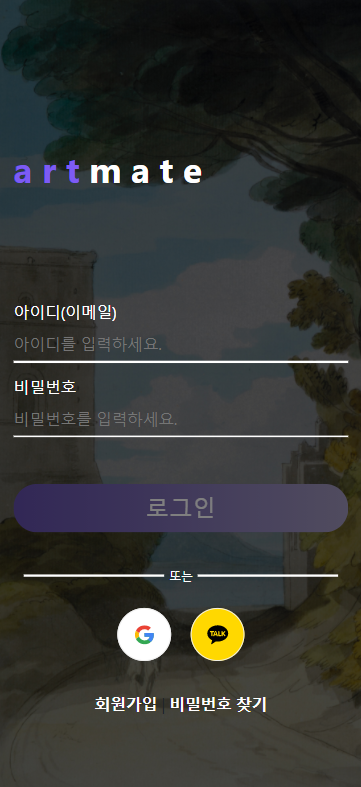 artmate
아이디(이메일)
아이디를 입력하세요.
비밀번호
비밀번호를 입력하세요.
로그인
또는
TALK
회원가입 | 비밀번호 찾기